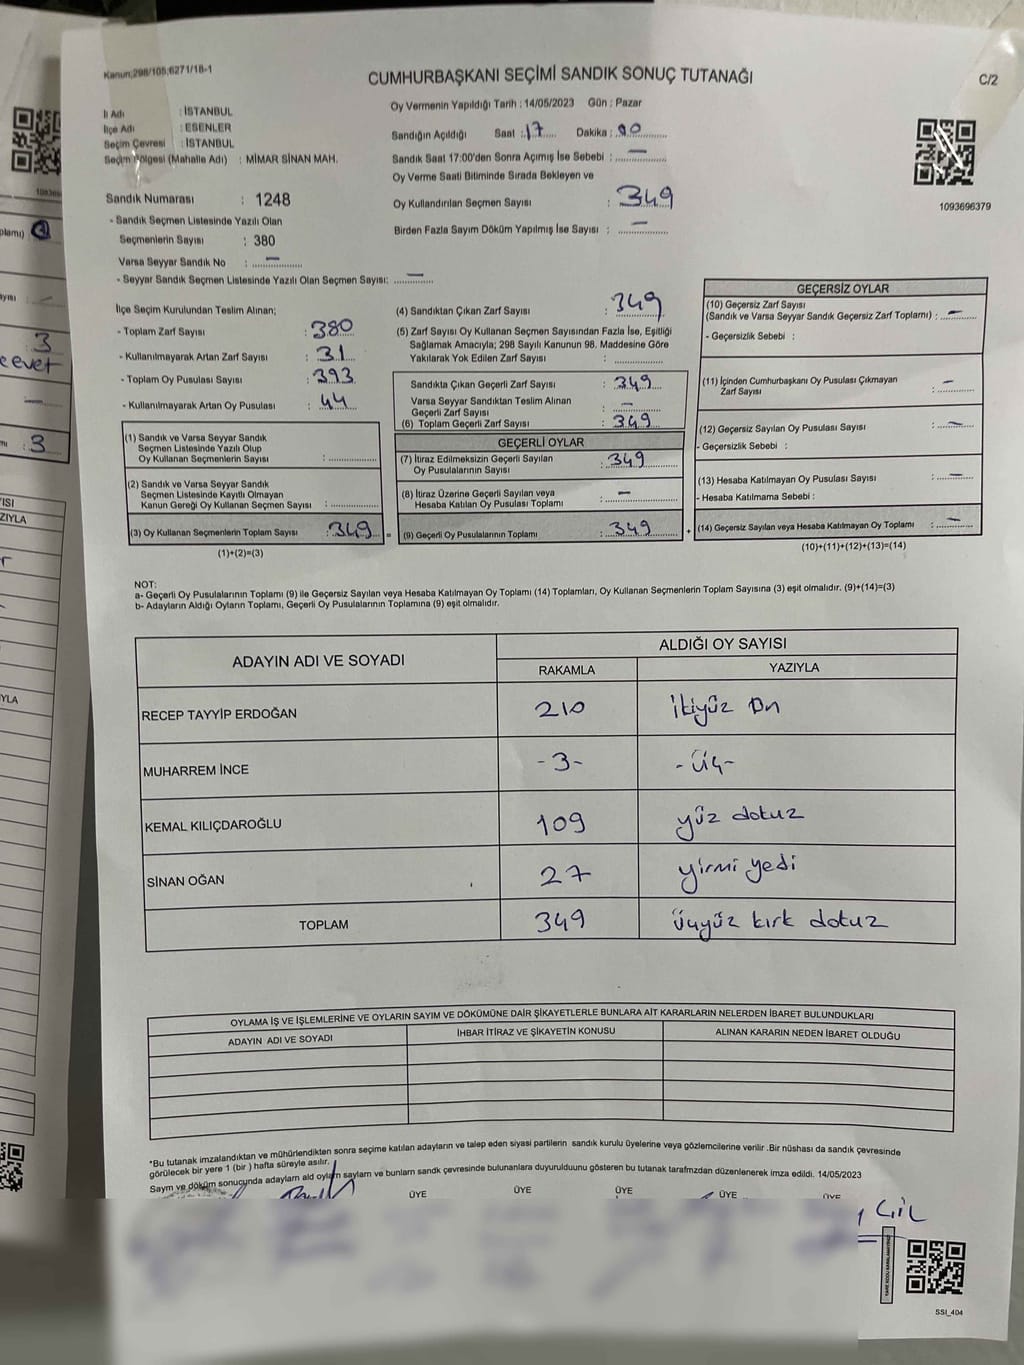 Kanun;298/105;6271/18-1
CUMHURBAŞKANI SEÇİMİ SANDIK SONUÇ TUTANAĞI
C/2
İl Adı : İSTANBUL
İlçe Adı : ESENLER
Seçim Çevresi : İSTANBUL
Seçim Bölgesi (Mahalle Adı) : MİMAR SİNAN MAH.
Sandık Numarası : 1248
- Sandık Seçmen Listesinde Yazılı Olan
Seçmenlerin Sayısı : 380
Varsa Seyyar Sandık No : —
- Seyyar Sandık Seçmen Listesinde Yazılı Olan Seçmen Sayısı: —
Oy Vermenin Yapıldığı Tarih : 14/05/2023 Gün : Pazar
Sandığın Açıldığı Saat : 17 Dakika : 00
Sandık Saat 17:00'den Sonra Açımış İse Sebebi : —
Oy Verme Saati Bitiminde Sırada Bekleyen ve
Oy Kullandırılan Seçmen Sayısı : 349
Birden Fazla Sayım Döküm Yapılmış İse Sayısı : —
1093696379
İlçe Seçim Kurulundan Teslim Alınan;
- Toplam Zarf Sayısı : 380
- Kullanılmayarak Artan Zarf Sayısı : 31
- Toplam Oy Pusulası Sayısı : 393
- Kullanılmayarak Artan Oy Pusulası : 44
(1) Sandık ve Varsa Seyyar Sandık
Seçmen Listesinde Yazılı Olup
Oy Kullanan Seçmenlerin Sayısı :
(2) Sandık ve Varsa Seyyar Sandık
Seçmen Listesinde Kayıtlı Olmayan
Kanun Gereği Oy Kullanan Seçmen Sayısı :
(3) Oy Kullanan Seçmenlerin Toplam Sayısı : 349 =
(1)+(2)=(3)
(4) Sandıktan Çıkan Zarf Sayısı : 349
(5) Zarf Sayısı Oy Kullanan Seçmen Sayısından Fazla İse, Eşitliği
Sağlamak Amacıyla; 298 Sayılı Kanunun 98. Maddesine Göre
Yakılarak Yok Edilen Zarf Sayısı :
Sandıkta Çıkan Geçerli Zarf Sayısı : 349
Varsa Seyyar Sandıktan Teslim Alınan
Geçerli Zarf Sayısı : —
(6) Toplam Geçerli Zarf Sayısı : 349
GEÇERLİ OYLAR
(7) İtiraz Edilmeksizin Geçerli Sayılan
Oy Pusulalarının Sayısı : 349
(8) İtiraz Üzerine Geçerli Sayılan veya
Hesaba Katılan Oy Pusulası Toplamı : —
(9) Geçerli Oy Pusulalarının Toplamı : 349 +
GEÇERSİZ OYLAR
(10) Geçersiz Zarf Sayısı
(Sandık ve Varsa Seyyar Sandık Geçersiz Zarf Toplamı) : —
- Geçersizlik Sebebi :
(11) İçinden Cumhurbaşkanı Oy Pusulası Çıkmayan
Zarf Sayısı : —
(12) Geçersiz Sayılan Oy Pusulası Sayısı : —
- Geçersizlik Sebebi :
(13) Hesaba Katılmayan Oy Pusulası Sayısı : —
- Hesaba Katılmama Sebebi :
(14) Geçersiz Sayılan veya Hesaba Katılmayan Oy Toplamı : —
(10)+(11)+(12)+(13)=(14)
NOT:
a- Geçerli Oy Pusulalarının Toplamı (9) ile Geçersiz Sayılan veya Hesaba Katılmayan Oy Toplamı (14) Toplamları, Oy Kullanan Seçmenlerin Toplam Sayısına (3) eşit olmalıdır. (9)+(14)=(3)
b- Adayların Aldığı Oyların Toplamı, Geçerli Oy Pusulalarının Toplamına (9) eşit olmalıdır.
ADAYIN ADI VE SOYADI
ALDIĞI OY SAYISI
RAKAMLA YAZIYLA
RECEP TAYYİP ERDOĞAN 210 ikiyüz on
MUHARREM İNCE -3- -üç-
KEMAL KILIÇDAROĞLU 109 yüz dokuz
SİNAN OĞAN 27 yirmi yedi
TOPLAM 349 üçyüz kırk dokuz
OYLAMA İŞ VE İŞLEMLERİNE VE OYLARIN SAYIM VE DÖKÜMÜNE DAİR ŞİKAYETLERLE BUNLARA AİT KARARLARIN NELERDEN İBARET BULUNDUKLARI
ADAYIN ADI VE SOYADI İHBAR İTİRAZ VE ŞİKAYETİN KONUSU ALINAN KARARIN NEDEN İBARET OLDUĞU
*Bu tutanak imzalandıktan ve mühürlendikten sonra seçime katılan adayların ve talep eden siyasi partilerin sandık kurulu üyelerine veya gözlemcilerine verilir .Bir nüshası da sandık çevresinde
görülecek bir yere 1 (bir ) hafta süreyle asılır.
Sayım ve döküm sonucunda adayların ald oyların saylam ve bunlarn sandk çevresinde bulunanlara duyurulduunu gösteren bu tutanak tarafmzdan düzenlenerek imza edildi. 14/05/2023
ÜYE ÜYE ÜYE ÜYE ÜYE
SSI_404